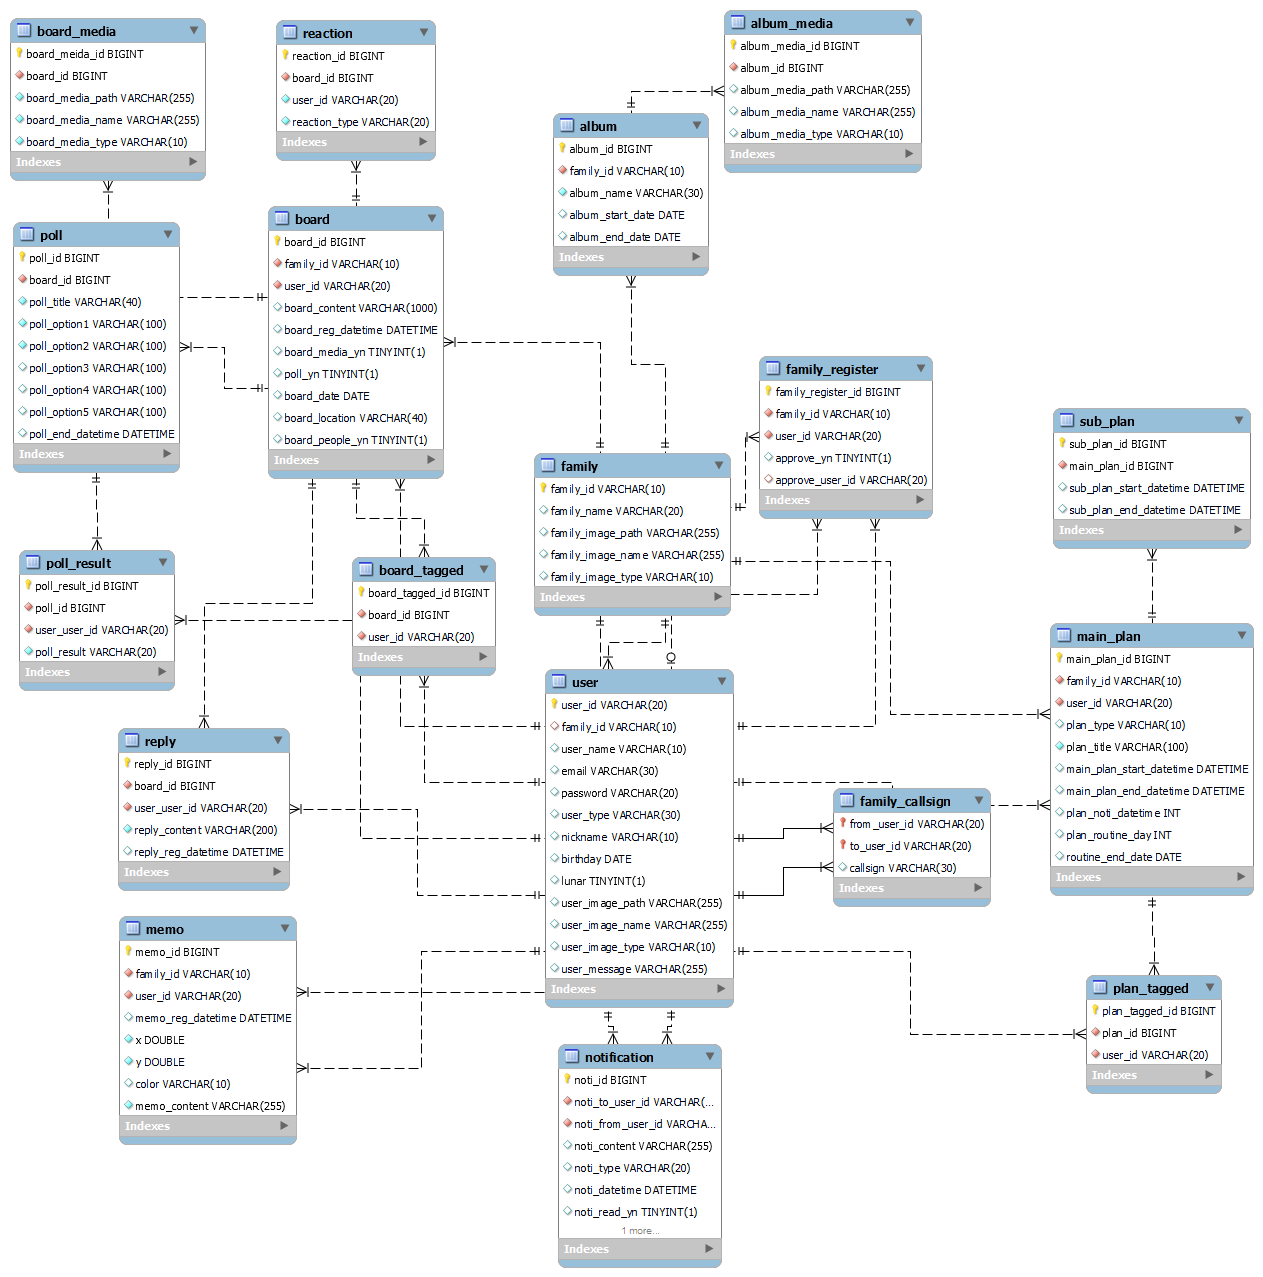 board_media
board_meida_id BIGINT
board_id BIGINT
board_media_path VARCHAR(255)
board_media_name VARCHAR(255)
board_media_type VARCHAR(10)
Indexes
reaction
reaction_id BIGINT
board_id BIGINT
user_id VARCHAR(20)
reaction_type VARCHAR(20)
Indexes
album_media
album_media_id BIGINT
album_id BIGINT
album_media_path VARCHAR(255)
album_media_name VARCHAR(255)
album_media_type VARCHAR(10)
Indexes
album
album_id BIGINT
family_id VARCHAR(10)
album_name VARCHAR(30)
album_start_date DATE
album_end_date DATE
Indexes
poll
poll_id BIGINT
board_id BIGINT
poll_title VARCHAR(40)
poll_option1 VARCHAR(100)
poll_option2 VARCHAR(100)
poll_option3 VARCHAR(100)
poll_option4 VARCHAR(100)
poll_option5 VARCHAR(100)
poll_end_datetime DATETIME
Indexes
board
board_id BIGINT
family_id VARCHAR(10)
user_id VARCHAR(20)
board_content VARCHAR(1000)
board_reg_datetime DATETIME
board_media_yn TINYINT(1)
poll_yn TINYINT(1)
board_date DATE
board_location VARCHAR(40)
board_people_yn TINYINT(1)
Indexes
family_register
family_register_id BIGINT
family_id VARCHAR(10)
user_id VARCHAR(20)
approve_yn TINYINT(1)
approve_user_id VARCHAR(20)
Indexes
sub_plan
sub_plan_id BIGINT
main_plan_id BIGINT
sub_plan_start_datetime DATETIME
sub_plan_end_datetime DATETIME
Indexes
family
family_id VARCHAR(10)
family_name VARCHAR(20)
family_image_path VARCHAR(255)
family_image_name VARCHAR(255)
family_image_type VARCHAR(10)
Indexes
poll_result
poll_result_id BIGINT
poll_id BIGINT
user_user_id VARCHAR(20)
poll_result VARCHAR(20)
Indexes
board_tagged
board_tagged_id BIGINT
board_id BIGINT
user_id VARCHAR(20)
Indexes
main_plan
main_plan_id BIGINT
family_id VARCHAR(10)
user_id VARCHAR(20)
plan_type VARCHAR(10)
plan_title VARCHAR(100)
main_plan_start_datetime DATETIME
main_plan_end_datetime DATETIME
plan_noti_datetime INT
plan_routine_day INT
routine_end_date DATE
Indexes
user
user_id VARCHAR(20)
family_id VARCHAR(10)
user_name VARCHAR(10)
email VARCHAR(30)
password VARCHAR(20)
user_type VARCHAR(30)
nickname VARCHAR(10)
birthday DATE
lunar TINYINT(1)
user_image_path VARCHAR(255)
user_image_name VARCHAR(255)
user_image_type VARCHAR(10)
user_message VARCHAR(255)
Indexes
reply
reply_id BIGINT
board_id BIGINT
user_user_id VARCHAR(20)
reply_content VARCHAR(200)
reply_reg_datetime DATETIME
Indexes
family_callsign
from_user_id VARCHAR(20)
to_user_id VARCHAR(20)
callsign VARCHAR(30)
Indexes
memo
memo_id BIGINT
family_id VARCHAR(10)
user_id VARCHAR(20)
memo_reg_datetime DATETIME
x DOUBLE
y DOUBLE
color VARCHAR(10)
memo_content VARCHAR(255)
Indexes
plan_tagged
plan_tagged_id BIGINT
plan_id BIGINT
user_id VARCHAR(20)
Indexes
notification
noti_id BIGINT
noti_to_user_id VARCHAR(...
noti_from_user_id VARCHA...
noti_content VARCHAR(255)
noti_type VARCHAR(20)
noti_datetime DATETIME
noti_read_yn TINYINT(1)
1 more...
Indexes